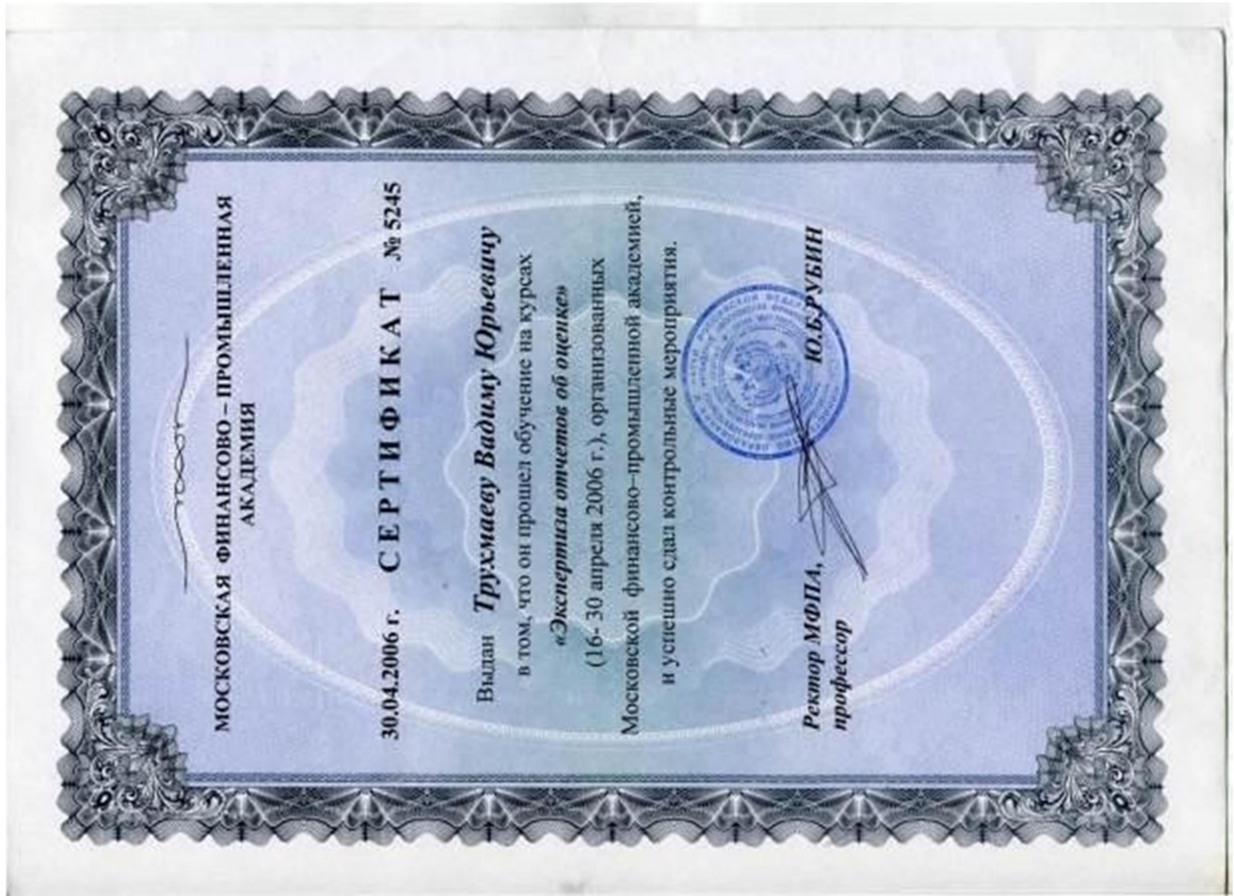 МОСКОВСКАЯ ФИНАНСОВО – ПРОМЫШЛЕННАЯ
АКАДЕМИЯ
30.04.2006 г. СЕРТИФИКАТ № 5245
Выдан Трухмаеву Вадиму Юрьевичу
в том, что он прошел обучение на курсах
«Экспертиза отчетов об оценке»
(16- 30 апреля 2006 г.), организованных
Московской финансово–промышленной академией,
и успешно сдал контрольные мероприятия.
Ректор МФПА, Ю.Б.РУБИН
профессор